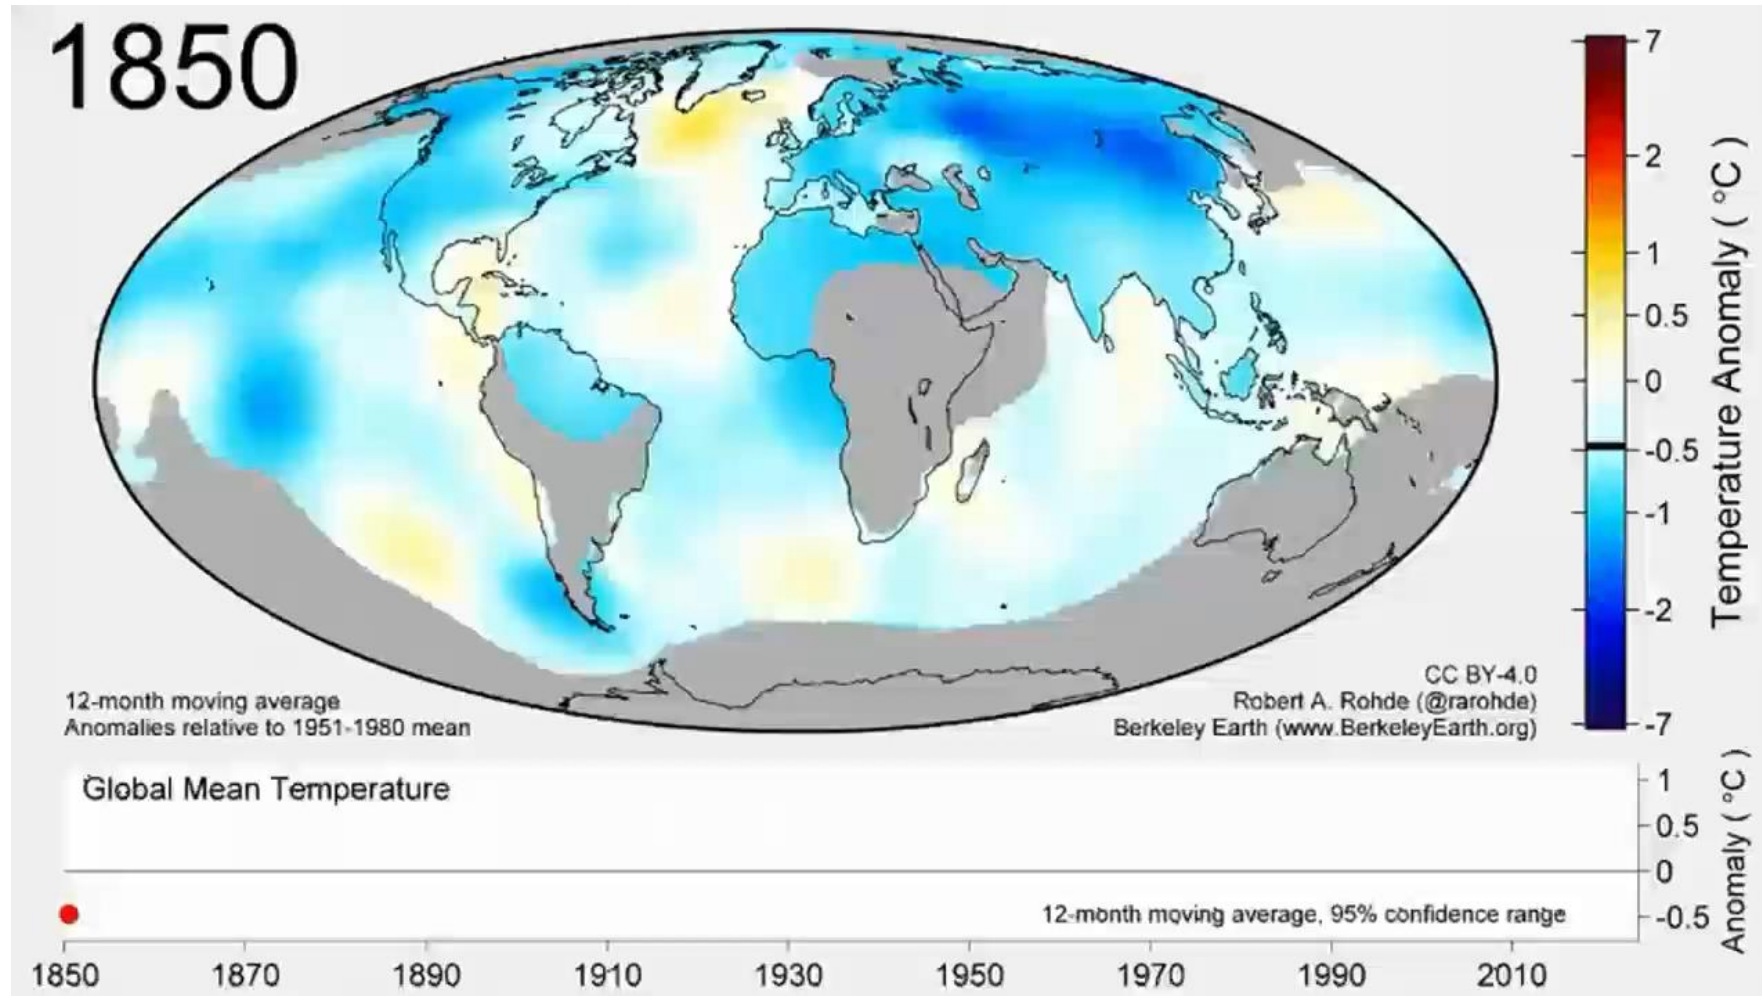 1850
7
2
1
0.5
0
-0.5
-1
-2
-7
Temperature Anomaly ( °C )
12-month moving average
Anomalies relative to 1951-1980 mean
CC BY-4.0
Robert A. Rohde (@rarohde)
Berkeley Earth (www.BerkeleyEarth.org)
Global Mean Temperature
1
0.5
0
-0.5
Anomaly ( °C )
12-month moving average, 95% confidence range
1850 1870 1890 1910 1930 1950 1970 1990 2010